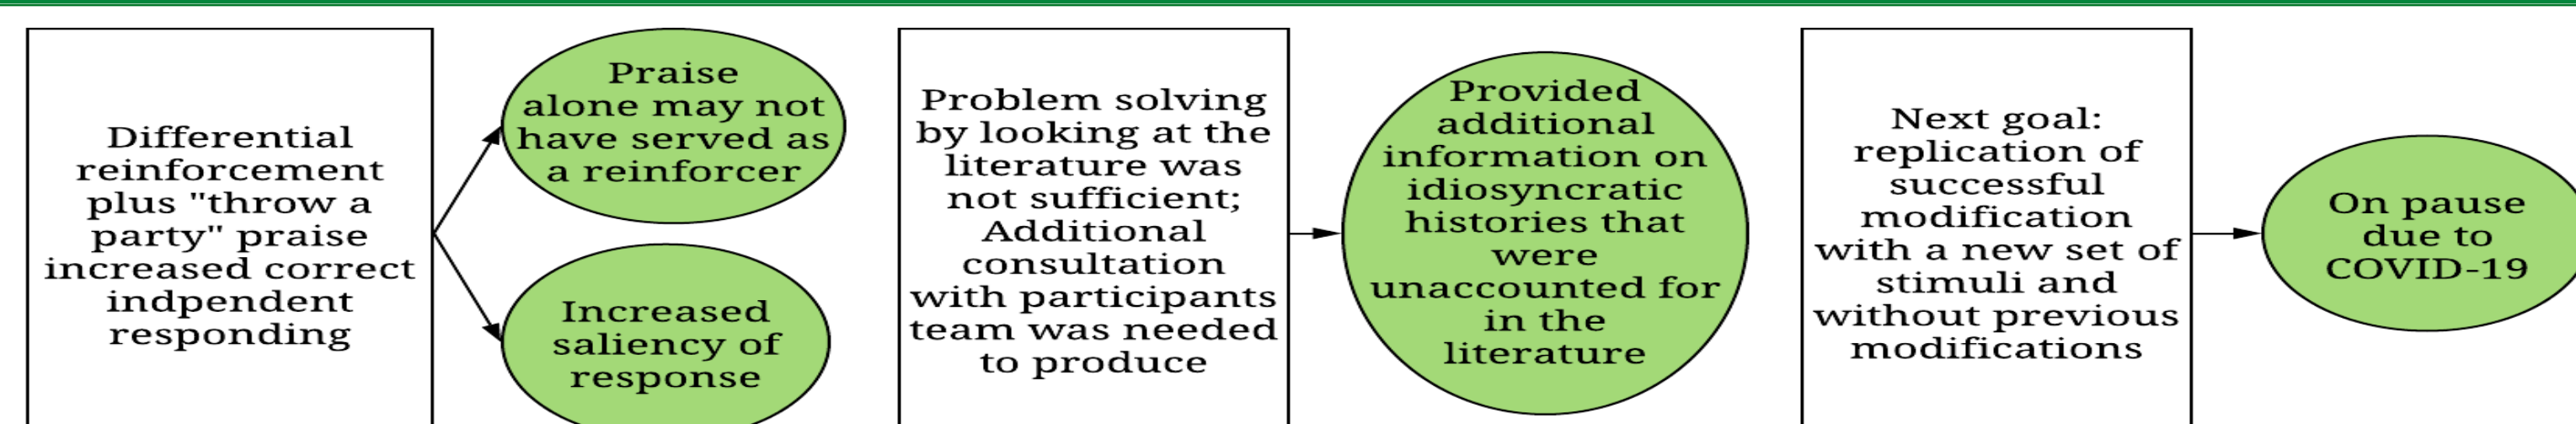 Differential
reinforcement
plus "throw a
party" praise
increased correct
indpendent
responding
Praise
alone may not
have served as
a reinforcer
Increased
saliency of
response
Problem solving
by looking at the
literature was
not sufficient;
Additional
consultation
with participants
team was needed
to produce
Provided
additional
information on
idiosyncratic
histories that
were
unaccounted for
in the
literature
Next goal:
replication of
successful
modification
with a new set of
stimuli and
without previous
modifications
On pause
due to
COVID-19